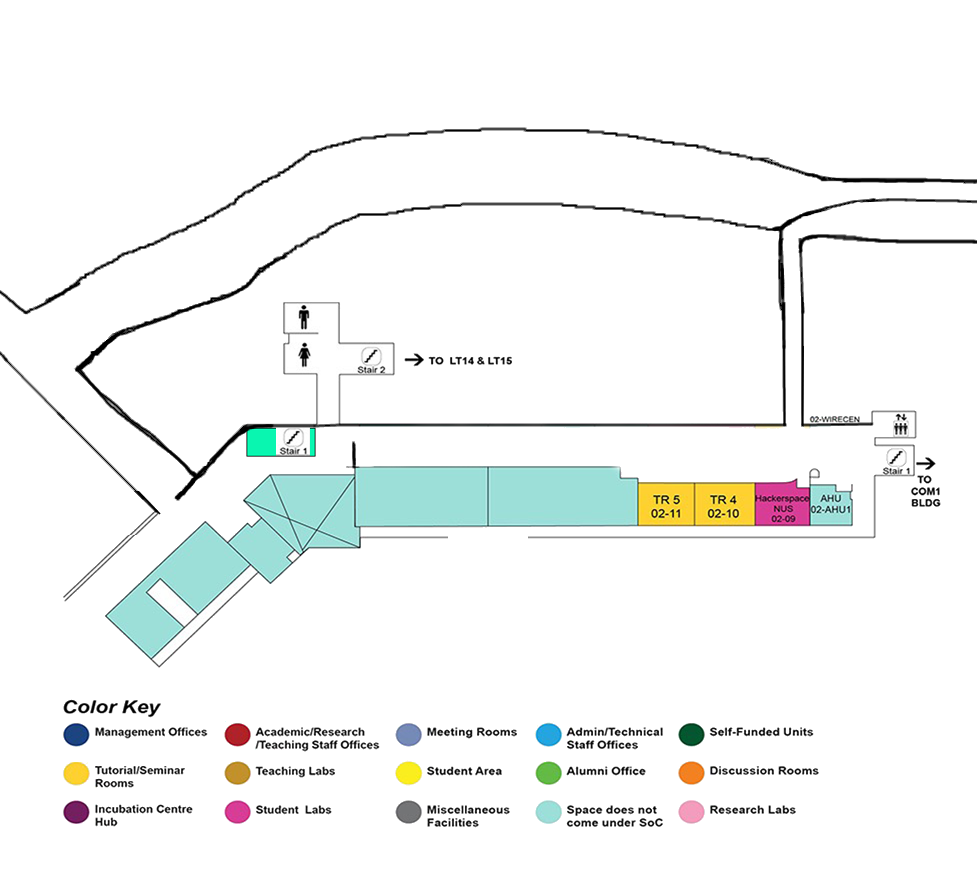 Stair 2
TO LT14 & LT15
02-WIRECEN
Stair 1
Stair 1
TO
COM1
BLDG
TR 5
02-11
TR 4
02-10
Hackerspace
NUS
02-09
AHU
02-AHU1
Color Key
Management Offices
Academic/Research
/Teaching Staff Offices
Meeting Rooms
Admin/Technical
Staff Offices
Self-Funded Units
Tutorial/Seminar
Rooms
Teaching Labs
Student Area
Alumni Office
Discussion Rooms
Incubation Centre
Hub
Student Labs
Miscellaneous
Facilities
Space does not
come under SoC
Research Labs